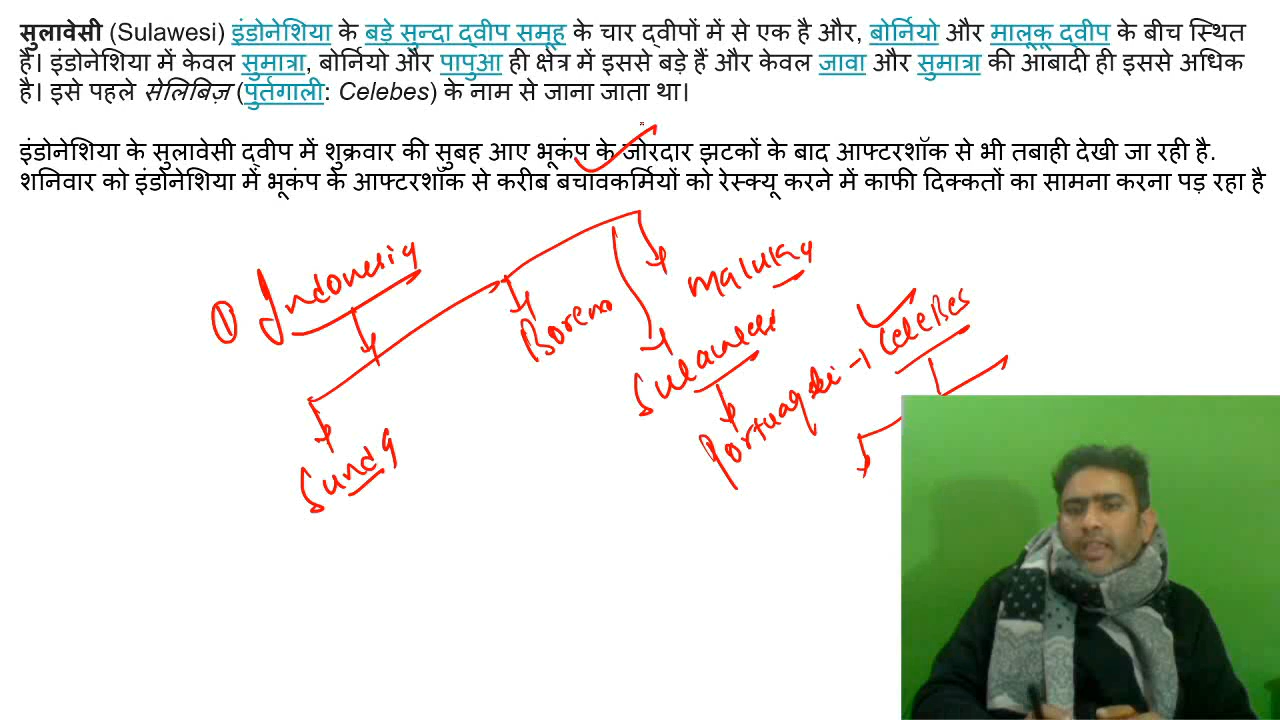 सुलावेसी (Sulawesi) इंडोनेशिया के बड़े सुन्दा द्वीप समूह के चार द्वीपों में से एक है और, बोर्नियो और मालूकू द्वीप के बीच स्थित
है। इंडोनेशिया में केवल सुमात्रा, बोर्नियो और पापुआ ही क्षेत्र में इससे बड़े हैं और केवल जावा और सुमात्रा की आबादी ही इससे अधिक
है। इसे पहले सेलिबिज़ (पुर्तगाली: Celebes) के नाम से जाना जाता था।
इंडोनेशिया के सुलावेसी द्वीप में शुक्रवार की सुबह आए भूकंप के जोरदार झटकों के बाद आफ्टरशॉक से भी तबाही देखी जा रही है.
शनिवार को इंडोनेशिया में भूकंप के आफ्टरशॉक से करीब बचावकर्मियों को रेस्क्यू करने में काफी दिक्कतों का सामना करना पड़ रहा है
① Indonesia
Maluku
Boreno
Celebes
Sulawesi
Sunda